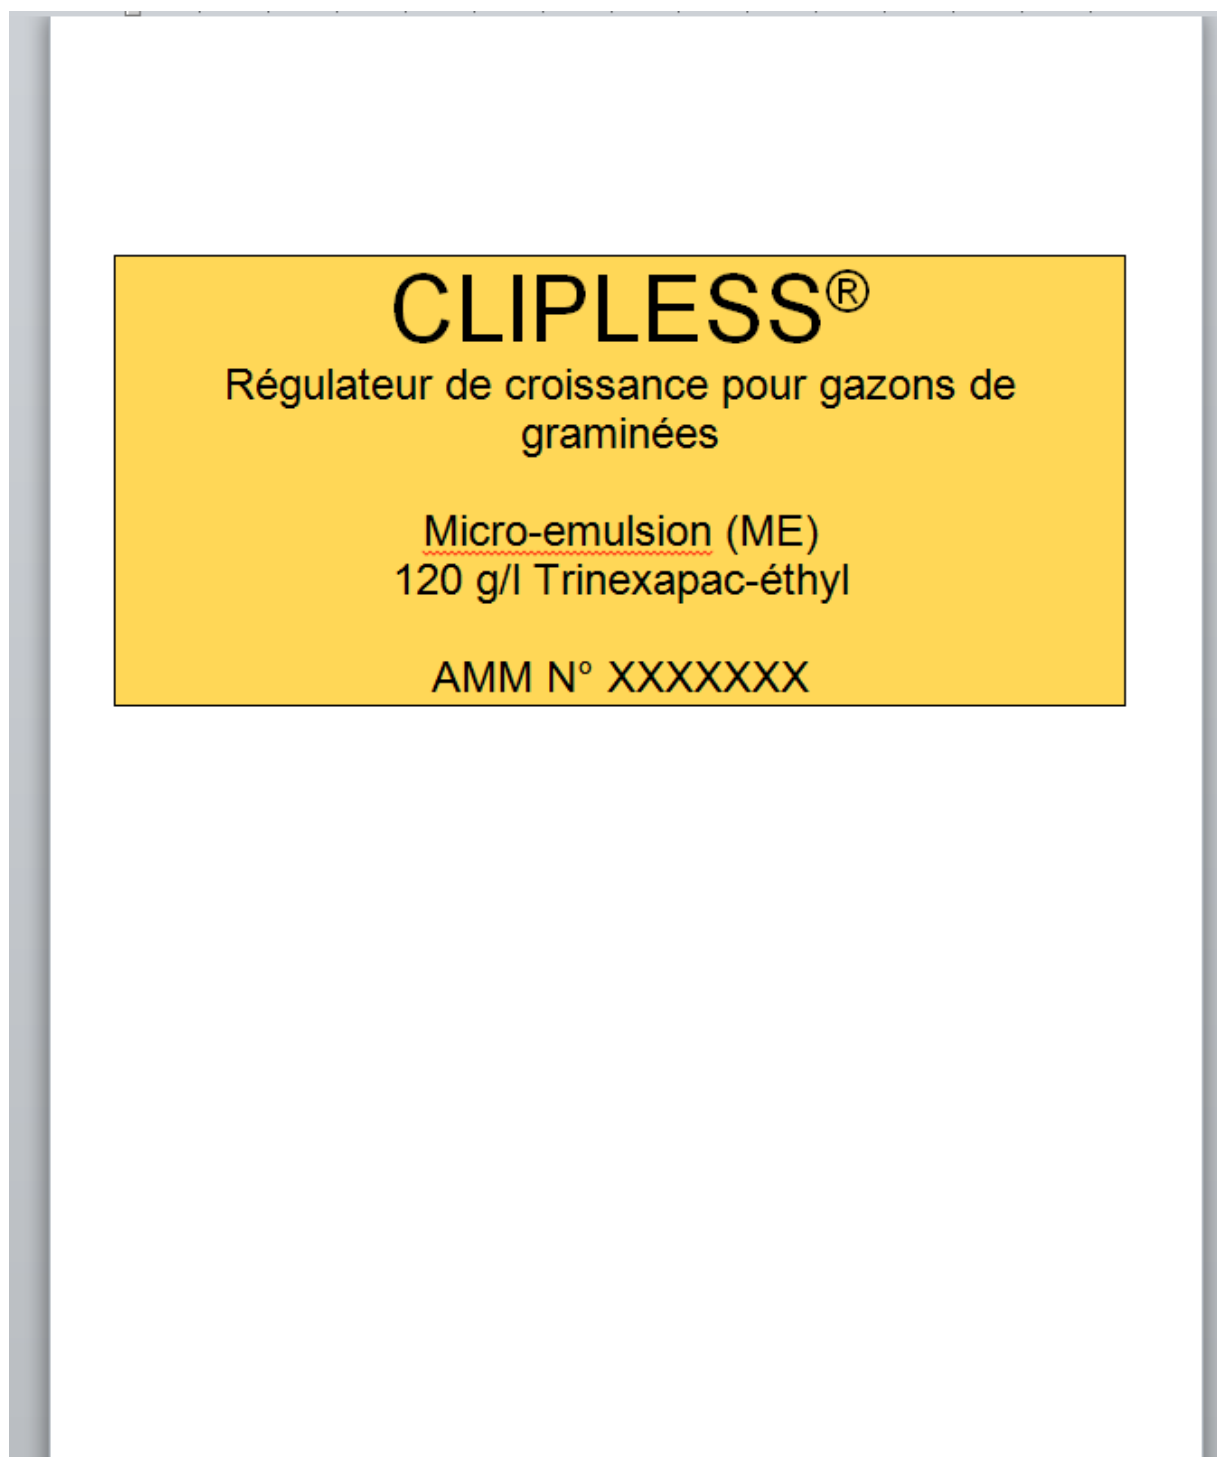 CLIPLESS®
Régulateur de croissance pour gazons de
graminées
Micro-emulsion (ME)
120 g/l Trinexapac-éthyl
AMM N° XXXXXXX